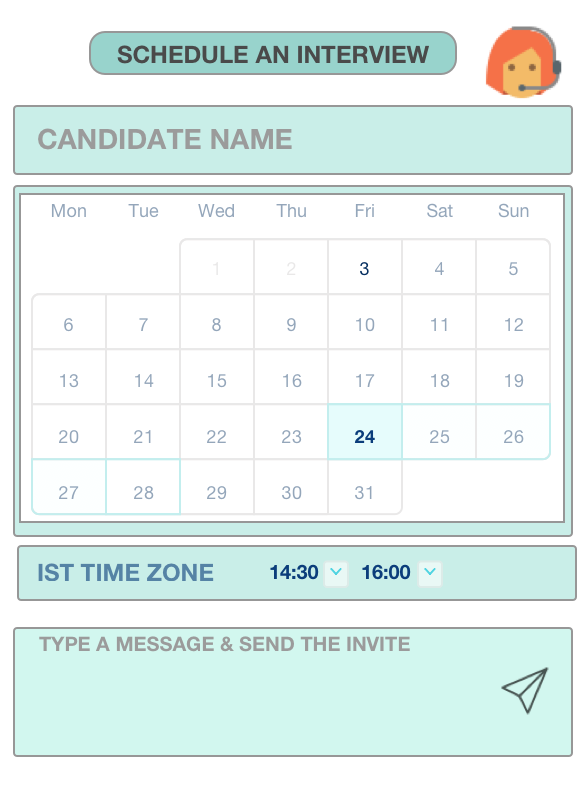 SCHEDULE AN INTERVIEW
CANDIDATE NAME
Mon Tue Wed Thu Fri Sat Sun
1 2 3 4 5
6 7 8 9 10 11 12
13 14 15 16 17 18 19
20 21 22 23 24 25 26
27 28 29 30 31
IST TIME ZONE 14:30 16:00
TYPE A MESSAGE & SEND THE INVITE